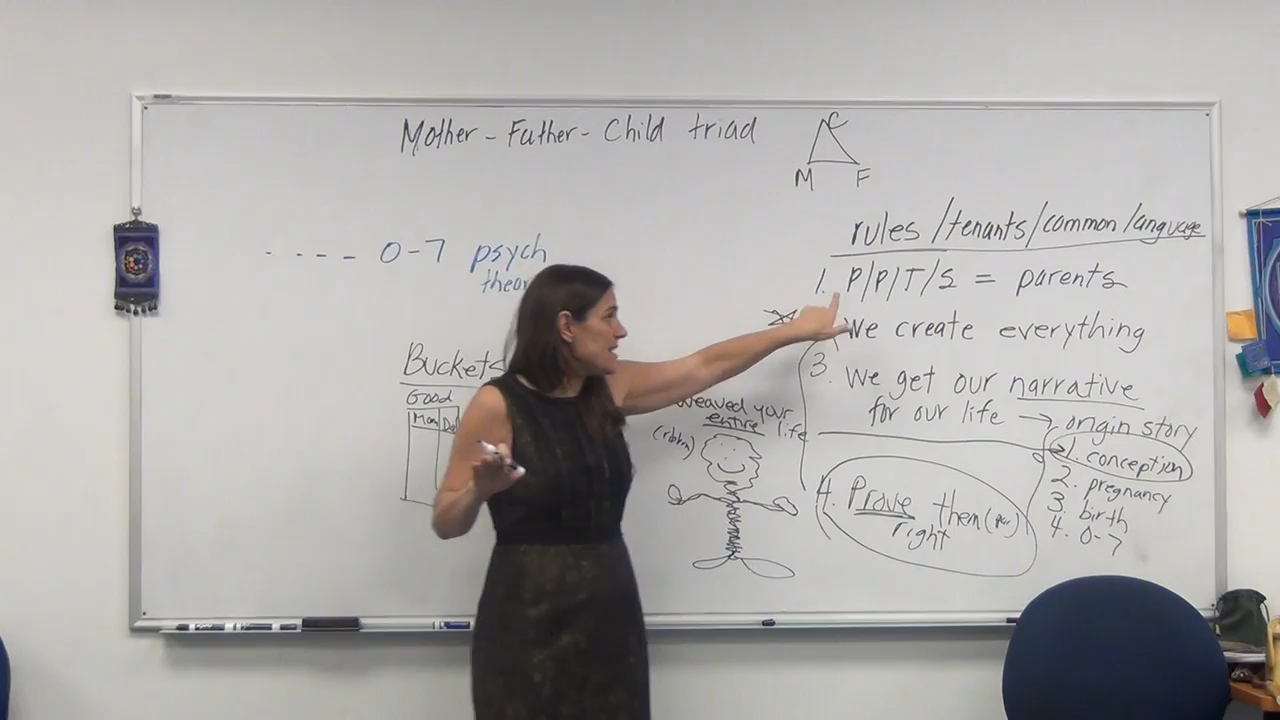 Mother - Father - Child triad
C
M F
rules/tenants/common/language
1. P/P/T/S = parents
We create everything
3. We get our narrative
for our life → origin story
1. conception
2. pregnancy
3. birth
4. 0-7
4. Prove them
right
- - - - 0-7 psych
Buckets
Good
Mom
weaved your
entire life